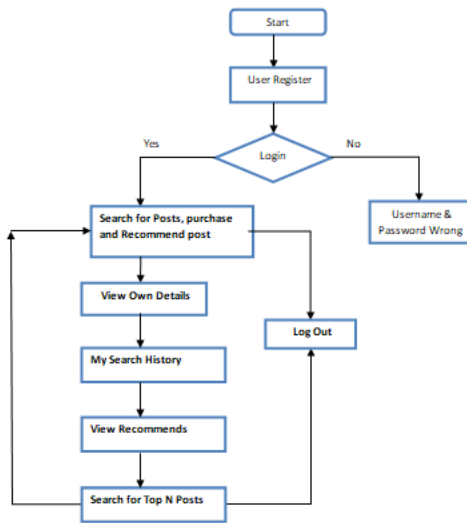 Start
User Register
Login
Yes
No
Search for Posts, purchase
and Recommend post
Username &
Password Wrong
View Own Details
Log Out
My Search History
View Recommends
Search for Top N Posts